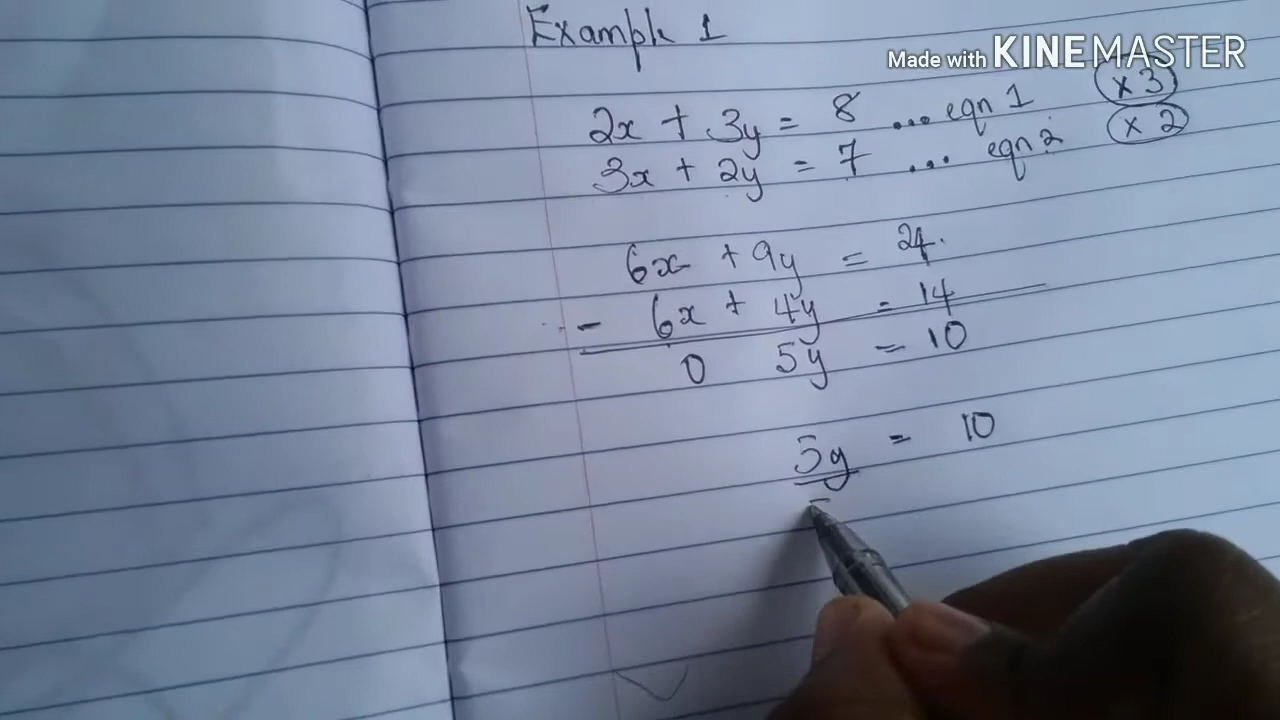 Example 1
Made with KINEMASTER
2x + 3y = 8 ... eqn 1 x 3
3x + 2y = 7 ... eqn 2 x 2
6x + 9y = 24.
- 6x + 4y = 14
0 5y = 10
5y = 10